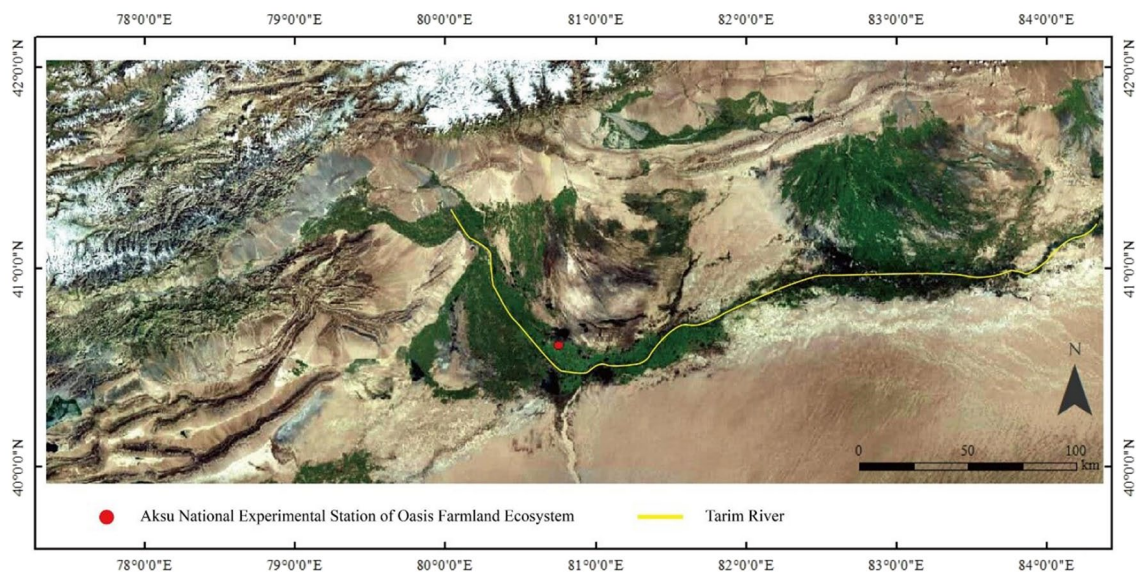 78°0'0"E 79°0'0"E 80°0'0"E 81°0'0"E 82°0'0"E 83°0'0"E 84°0'0"E
42°0'0"N 42°0'0"N
41°0'0"N 41°0'0"N
N
0 50 100
km
40°0'0"N 40°0'0"N
Aksu National Experimental Station of Oasis Farmland Ecosystem Tarim River
78°0'0"E 79°0'0"E 80°0'0"E 81°0'0"E 82°0'0"E 83°0'0"E 84°0'0"E